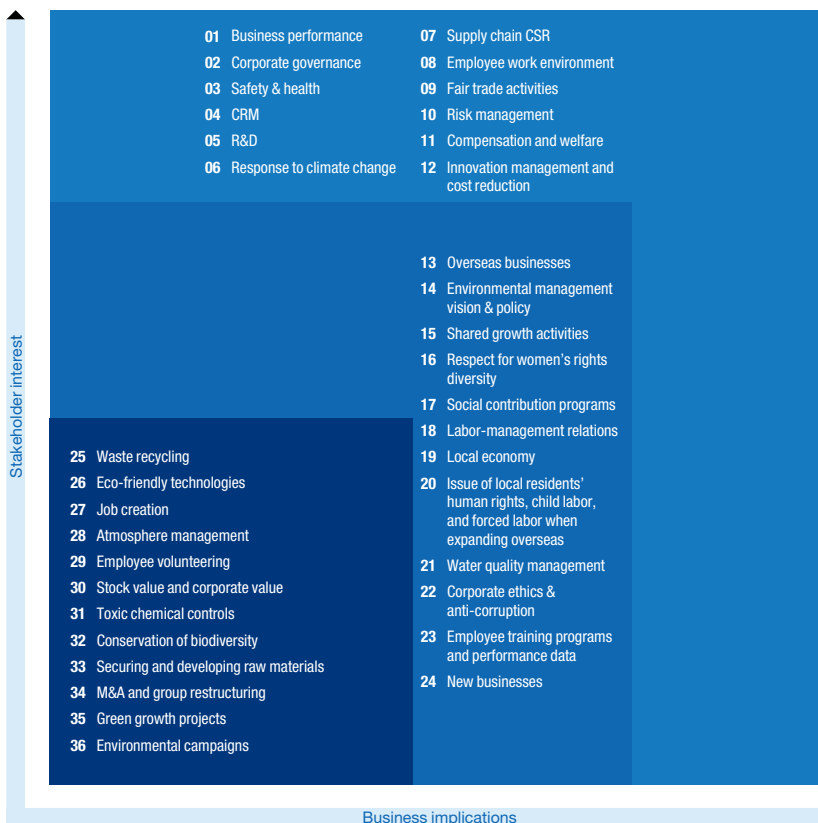 01 Business performance
02 Corporate governance
03 Safety & health
04 CRM
05 R&D
06 Response to climate change
07 Supply chain CSR
08 Employee work environment
09 Fair trade activities
10 Risk management
11 Compensation and welfare
12 Innovation management and
cost reduction
13 Overseas businesses
14 Environmental management
vision & policy
15 Shared growth activities
16 Respect for women's rights
diversity
17 Social contribution programs
18 Labor-management relations
19 Local economy
20 Issue of local residents'
human rights, child labor,
and forced labor when
expanding overseas
21 Water quality management
22 Corporate ethics &
anti-corruption
23 Employee training programs
and performance data
24 New businesses
25 Waste recycling
26 Eco-friendly technologies
27 Job creation
28 Atmosphere management
29 Employee volunteering
30 Stock value and corporate value
31 Toxic chemical controls
32 Conservation of biodiversity
33 Securing and developing raw materials
34 M&A and group restructuring
35 Green growth projects
36 Environmental campaigns
Stakeholder interest
Business implications